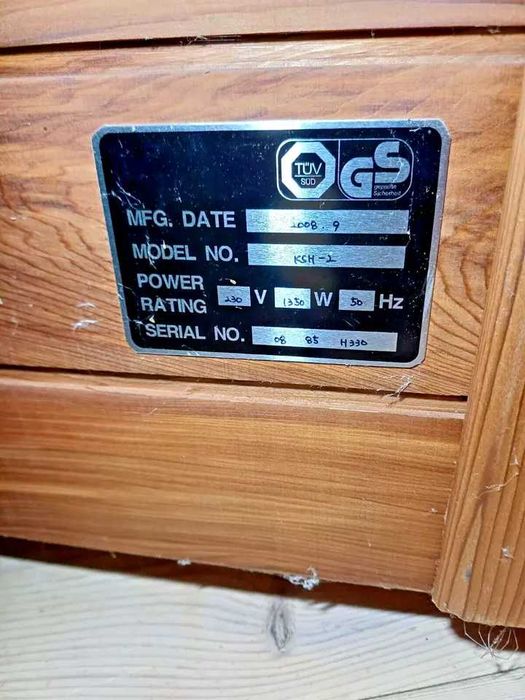 TÜV
SÜD
GS
geprüfte
Sicherheit
MFG. DATE 2008.9
MODEL NO. KSH-2
POWER
RATING 230 V 1350 W 50 Hz
SERIAL NO. 08 85 H330